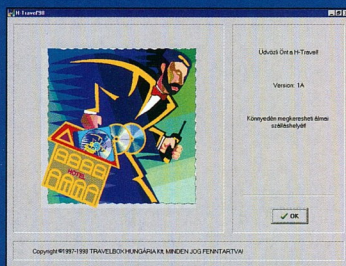 H-Travel'98
Üdvözli Önt a H-Travel!
Version: 1A
Könnyedén megkeresheti álmai
szálláshelyét!
HOTEL
OK
Copyright ©1997-1998 TRAVELBOX HUNGÁRIA Kft. MINDEN JOG FENNTARTVA!